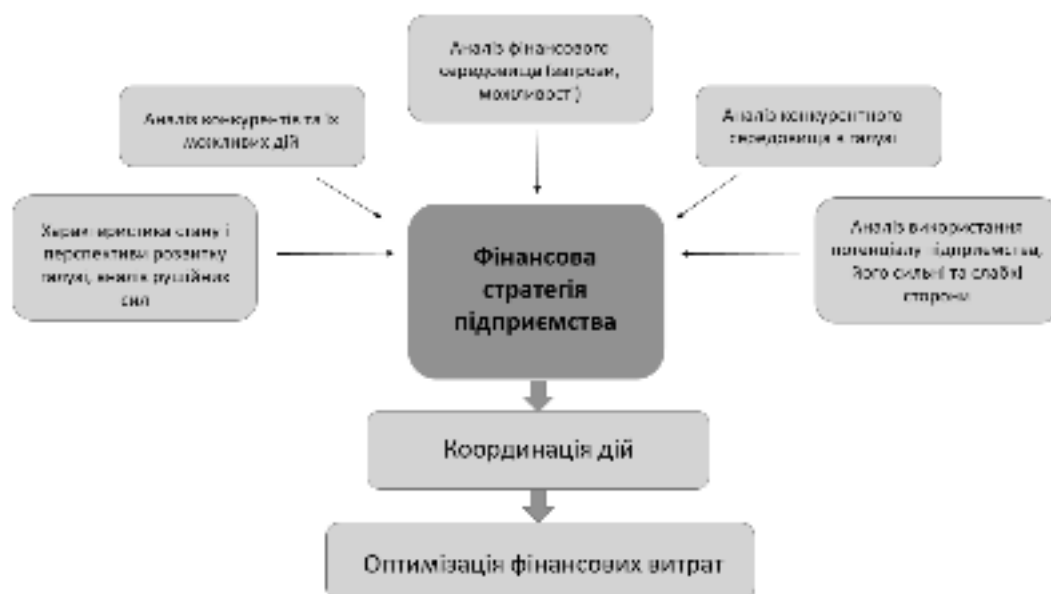 Аналіз фінансового
середовища (загрози,
можливості)
Аналіз конкурентів та їх
можливих дій
Аналіз конкурентного
середовища в галузі
Характеристика стану і
перспективи розвитку
галузі, аналіз рушійних
сил
Фінансова
стратегія
підприємства
Аналіз використання
потенціалу підприємства,
його сильні та слабкі
сторони
Координація дій
Оптимізація фінансових витрат